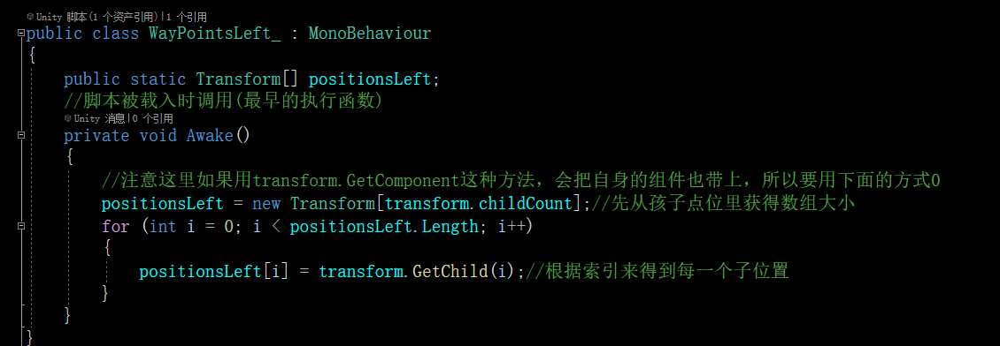 Unity 脚本(1 个资产引用)|1 个引用
public class WayPointsLeft_ : MonoBehaviour
{
public static Transform[] positionsLeft;
//脚本被载入时调用(最早的执行函数)
Unity 消息|0 个引用
private void Awake()
{
//注意这里如果用transform.GetComponent这种方法，会把自身的组件也带上，所以要用下面的方式0
positionsLeft = new Transform[transform.childCount];//先从孩子点位里获得数组大小
for (int i = 0; i < positionsLeft.Length; i++)
{
positionsLeft[i] = transform.GetChild(i);//根据索引来得到每一个子位置
}
}
}